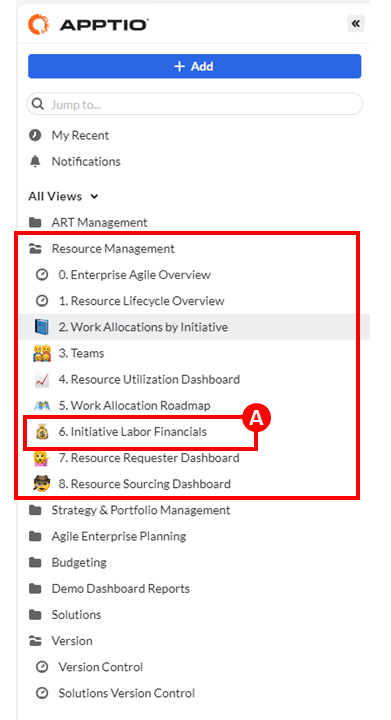 APPTIO
«
+ Add
Jump to...
My Recent
Notifications
All Views
ART Management
Resource Management
0. Enterprise Agile Overview
1. Resource Lifecycle Overview
2. Work Allocations by Initiative
3. Teams
4. Resource Utilization Dashboard
5. Work Allocation Roadmap
A
6. Initiative Labor Financials
7. Resource Requester Dashboard
8. Resource Sourcing Dashboard
Strategy & Portfolio Management
Agile Enterprise Planning
Budgeting
Demo Dashboard Reports
Solutions
Version
Version Control
Solutions Version Control